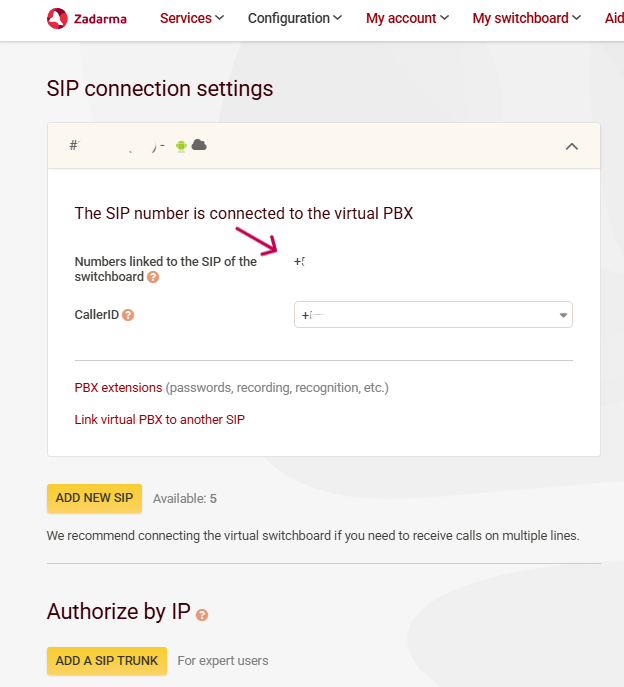 Zadarma
Services Configuration My account My switchboard Aid
SIP connection settings
#
The SIP number is connected to the virtual PBX
Numbers linked to the SIP of the
switchboard ?
+
CallerID ?
+
PBX extensions (passwords, recording, recognition, etc.)
Link virtual PBX to another SIP
ADD NEW SIP Available: 5
We recommend connecting the virtual switchboard if you need to receive calls on multiple lines.
Authorize by IP ?
ADD A SIP TRUNK For expert users